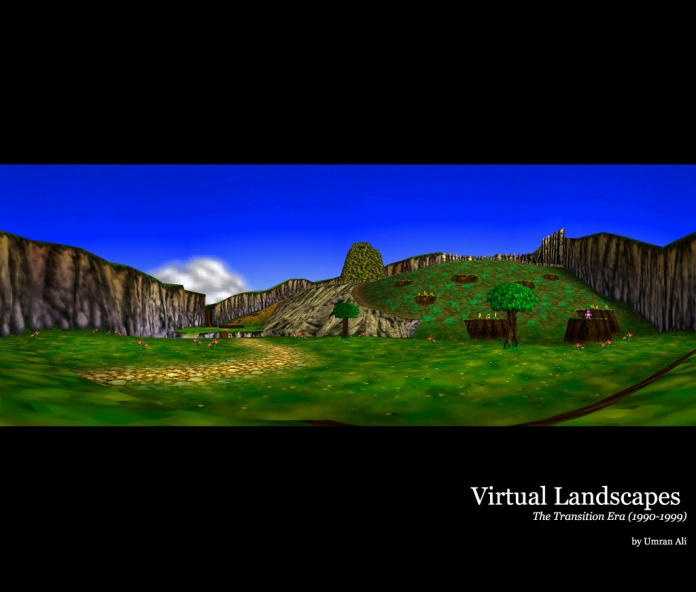 Virtual Landscapes
The Transition Era (1990-1999)
by Umran Ali